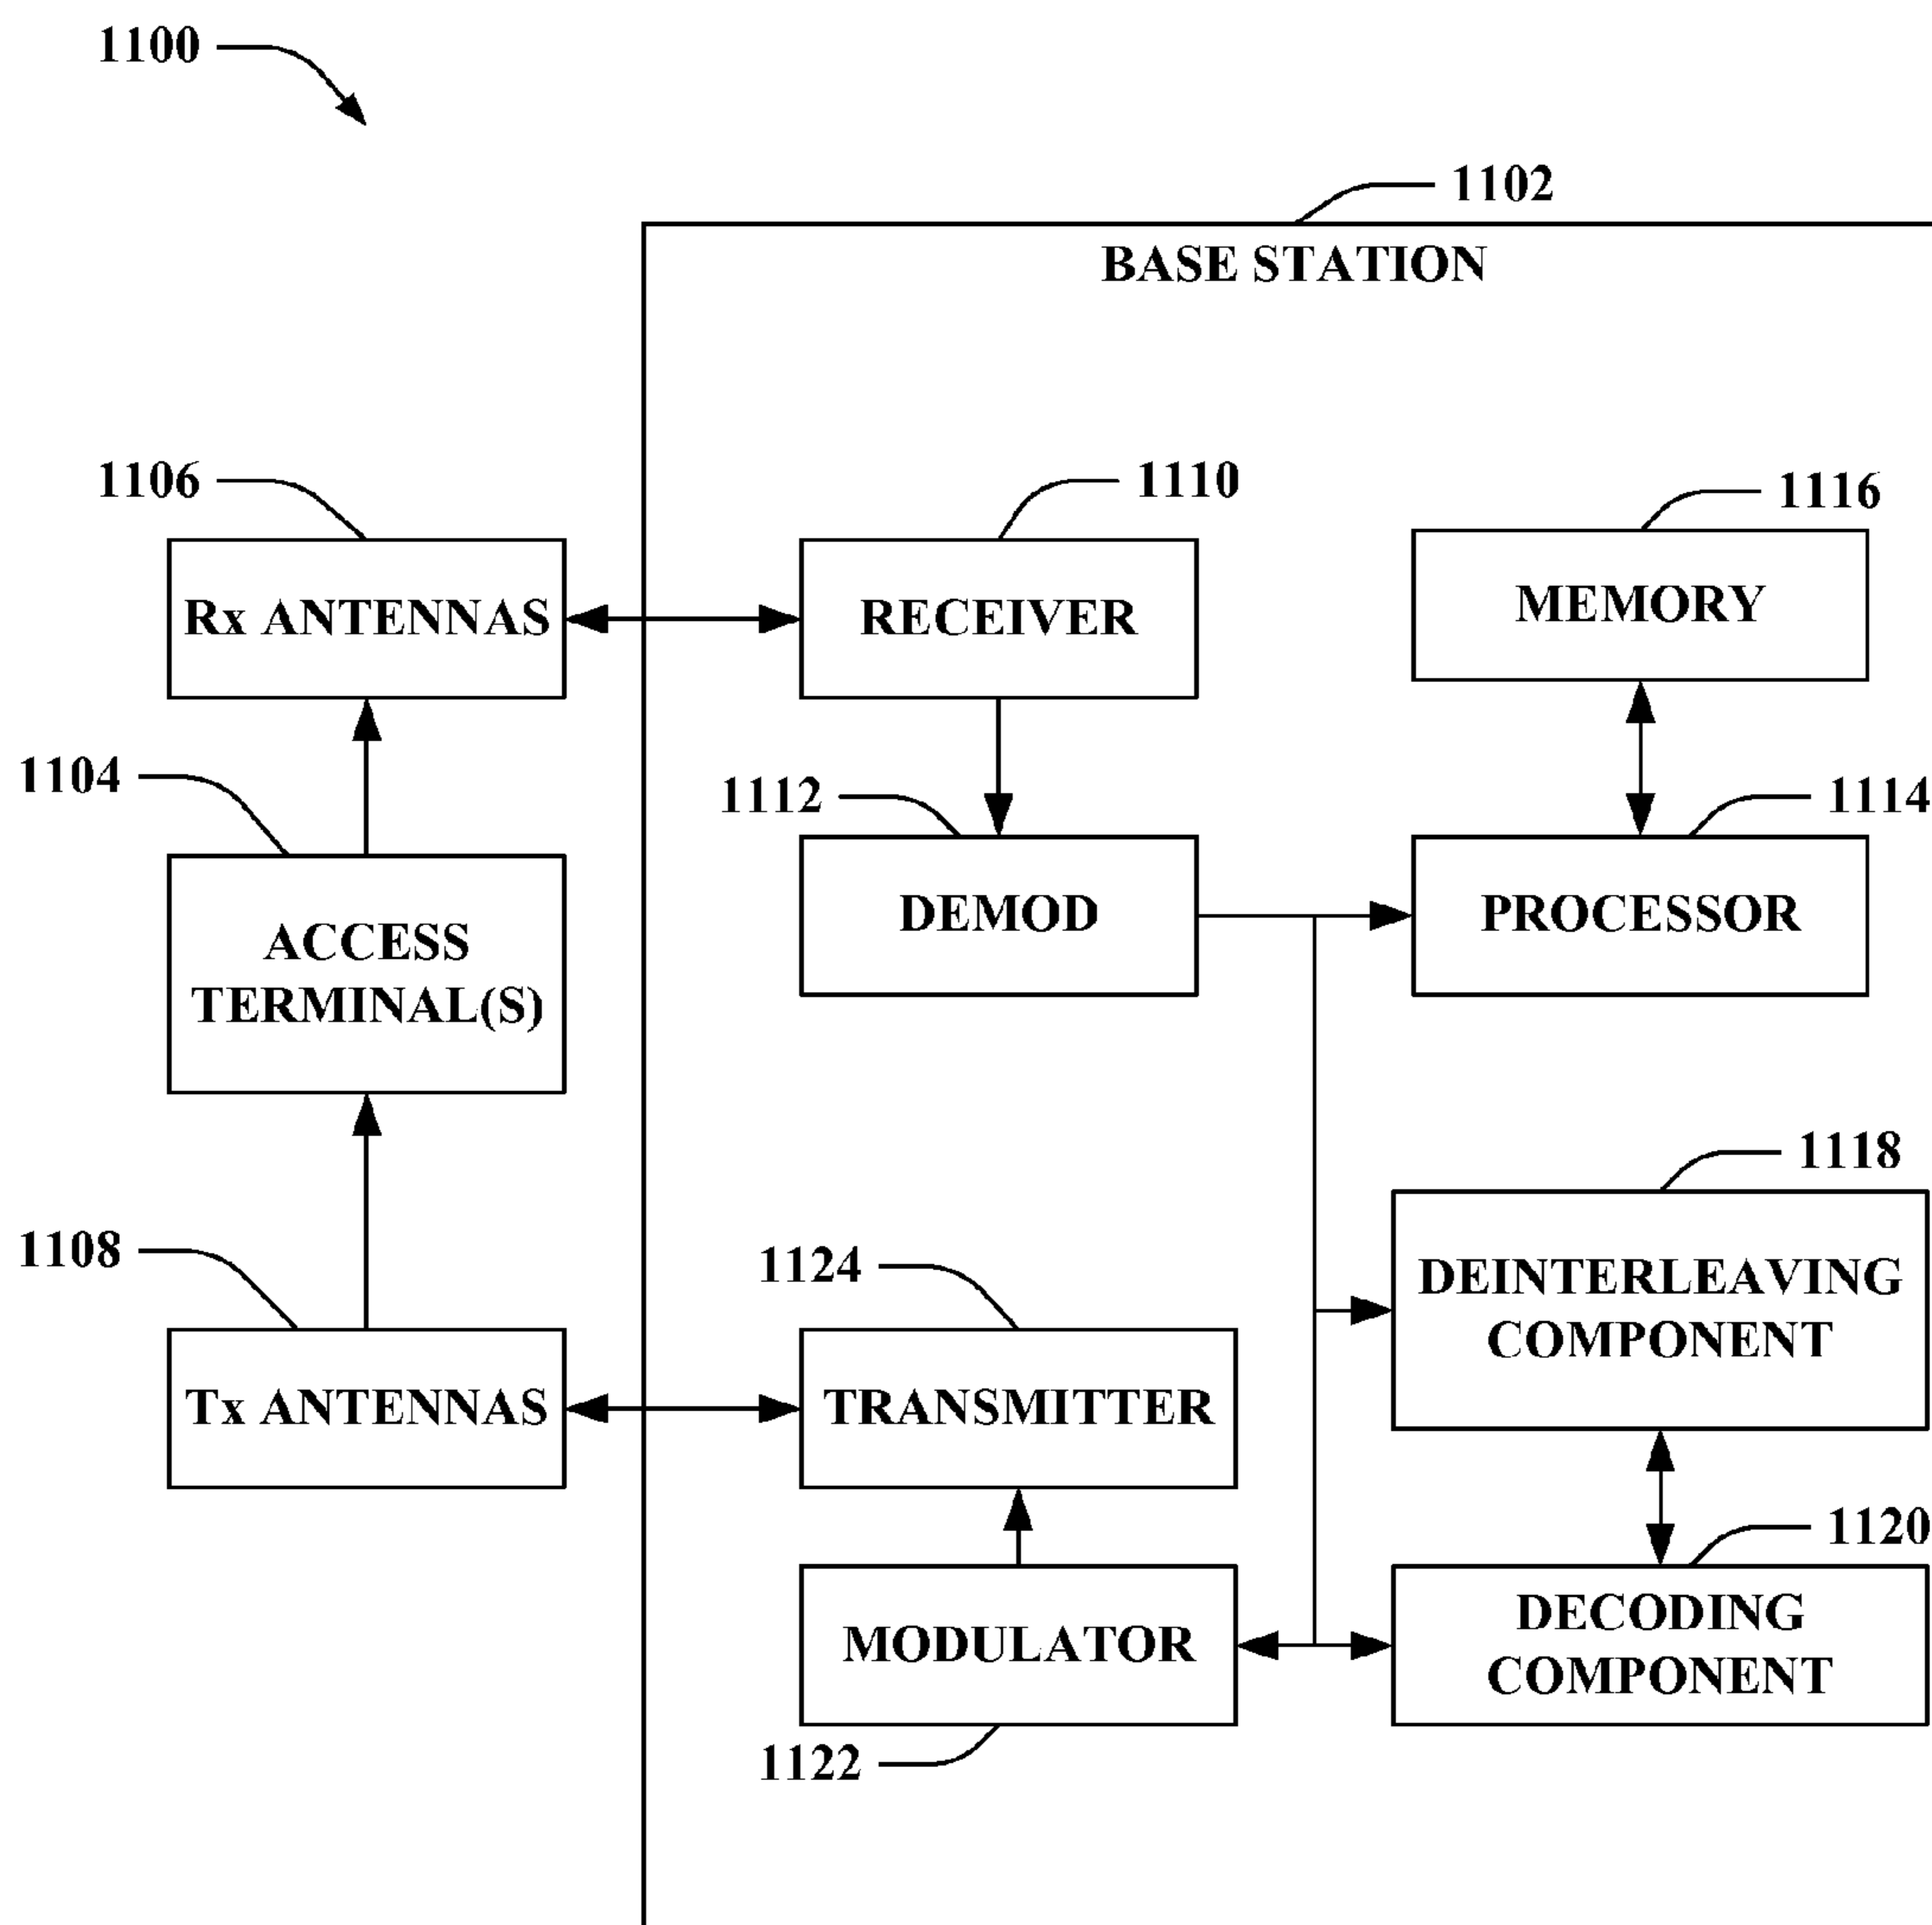 1100
1102
BASE STATION
1106
1110
1116
Rx ANTENNAS
RECEIVER
MEMORY
1104
1112
1114
ACCESS
TERMINAL(S)
DEMOD
PROCESSOR
1108
1124
1118
Tx ANTENNAS
TRANSMITTER
DEINTERLEAVING
COMPONENT
1120
MODULATOR
DECODING
COMPONENT
1122